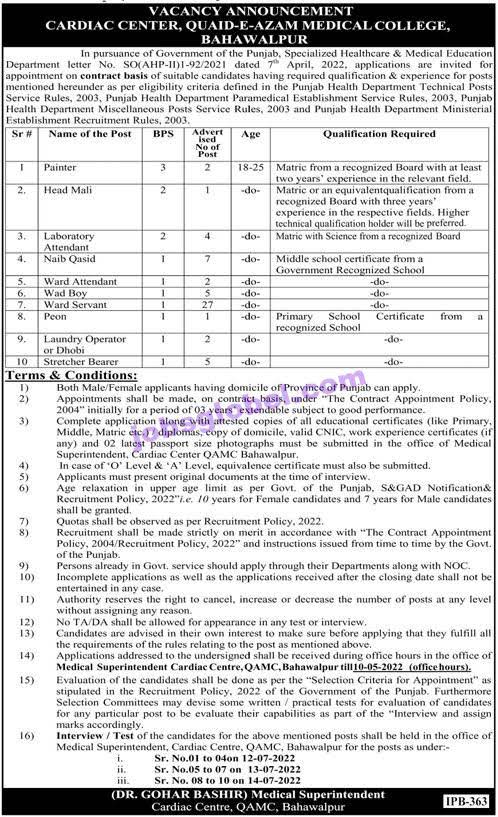 VACANCY ANNOUNCEMENT
CARDIAC CENTER, QUAID-E-AZAM MEDICAL COLLEGE,
BAHAWALPUR
In pursuance of Government of the Punjab, Specialized Healthcare & Medical Education
Department letter No. SO(AHP-II)1-92/2021 dated 7th April, 2022, applications are invited for
appointment on contract basis of suitable candidates having required qualification & experience for posts
mentioned hereunder as per eligibility criteria defined in the Punjab Health Department Technical Posts
Service Rules, 2003, Punjab Health Department Paramedical Establishment Service Rules, 2003, Punjab
Health Department Miscellaneous Posts Service Rules, 2003 and Punjab Health Department Ministerial
Establishment Recruitment Rules, 2003.
Sr # Name of the Post BPS Advert ised No of Post Age Qualification Required
1 Painter 3 2 18-25 Matric from a recognized Board with at least
two years' experience in the relevant field.
2. Head Mali 2 1 -do- Matric or an equivalentqualification from a
recognized Board with three years'
experience in the respective fields. Higher
technical qualification holder will be preferred.
3. Laboratory Attendant 2 4 -do- Matric with Science from a recognized Board
4. Naib Qasid 1 7 -do- Middle school certificate from a
Government Recognized School
5. Ward Attendant 1 2 -do- -do-
6. Wad Boy 1 5 -do- -do-
7. Ward Servant 1 27 -do- -do-
8. Peon 1 1 -do- Primary School Certificate from a
recognized School
9. Laundry Operator or Dhobi 1 2 -do- -do-
10 Stretcher Bearer 1 5 -do- -do-
Terms & Conditions:
1) Both Male/Female applicants having domicile of Province of Punjab can apply.
2) Appointments shall be made, on contract basis, under "The Contract Appointment Policy,
2004" initially for a period of 03 years' extendable subject to good performance.
3) Complete application along with attested copies of all educational certificates (like Primary,
Middle, Matric etc.) / diplomas, copy of domicile, valid CNIC, work experience certificates (if
any) and 02 latest passport size photographs must be submitted in the office of Medical
Superintendent, Cardiac Center QAMC Bahawalpur.
4) In case of 'O' Level & 'A' Level, equivalence certificate must also be submitted.
5) Applicants must present original documents at the time of interview.
6) Age relaxation in upper age limit as per Govt. of the Punjab, S&GAD Notification&
Recruitment Policy, 2022"i.e. 10 years for Female candidates and 7 years for Male candidates
shall be granted.
7) Quotas shall be observed as per Recruitment Policy, 2022.
8) Recruitment shall be made strictly on merit in accordance with "The Contract Appointment
Policy, 2004/Recruitment Policy, 2022" and instructions issued from time to time by the Govt.
of the Punjab.
9) Persons already in Govt. service should apply through their Departments along with NOC.
10) Incomplete applications as well as the applications received after the closing date shall not be
entertained in any case.
11) Authority reserves the right to cancel, increase or decrease the number of posts at any level
without assigning any reason.
12) No TA/DA shall be allowed for appearance in any test or interview.
13) Candidates are advised in their own interest to make sure before applying that they fulfill all
the requirements of the rules relating to the post as mentioned above.
14) Applications addressed to the undersigned shall be received during office hours in the office of
Medical Superintendent Cardiac Centre, QAMC, Bahawalpur till 10-05-2022 (office hours).
15) Evaluation of the candidates shall be done as per the "Selection Criteria for Appointment" as
stipulated in the Recruitment Policy, 2022 of the Government of the Punjab. Furthermore
Selection Committees may devise some written / practical tests for evaluation of candidates
for any particular post to be evaluate their capabilities as part of the "Interview and assign
marks accordingly.
16) Interview / Test of the candidates for the above mentioned posts shall be held in the office of
Medical Superintendent, Cardiac Centre, QAMC, Bahawalpur for the posts as under:-
i. Sr. No.01 to 04on 12-07-2022
ii. Sr. No.05 to 07 on 13-07-2022
iii. Sr. No. 08 to 10 on 14-07-2022
(DR. GOHAR BASHIR) Medical Superintendent
Cardiac Centre, QAMC, Bahawalpur
IPB-363
jobsglobel.com